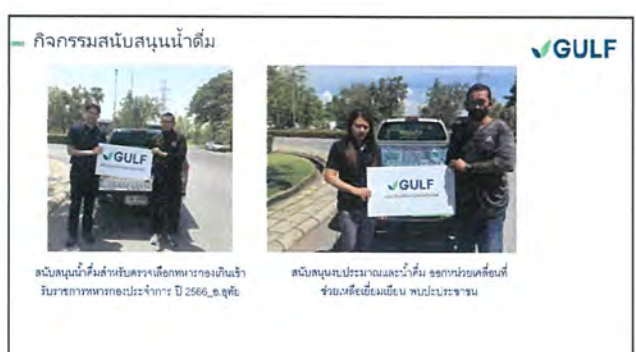 กิจกรรมสนับสนุนน้ำดื่ม
GULF
GULF
GULF
สนับสนุนน้ำดื่มสำหรับตรวจเลือกทหารกองเกินเข้า
รับราชการทหารกองประจำการ ปี 2566_อ.อุทัย
สนับสนุนงบประมาณและน้ำดื่ม ออกหน่วยเคลื่อนที่
ช่วยเหลือเยี่ยมเยียน พบปะประชาชน